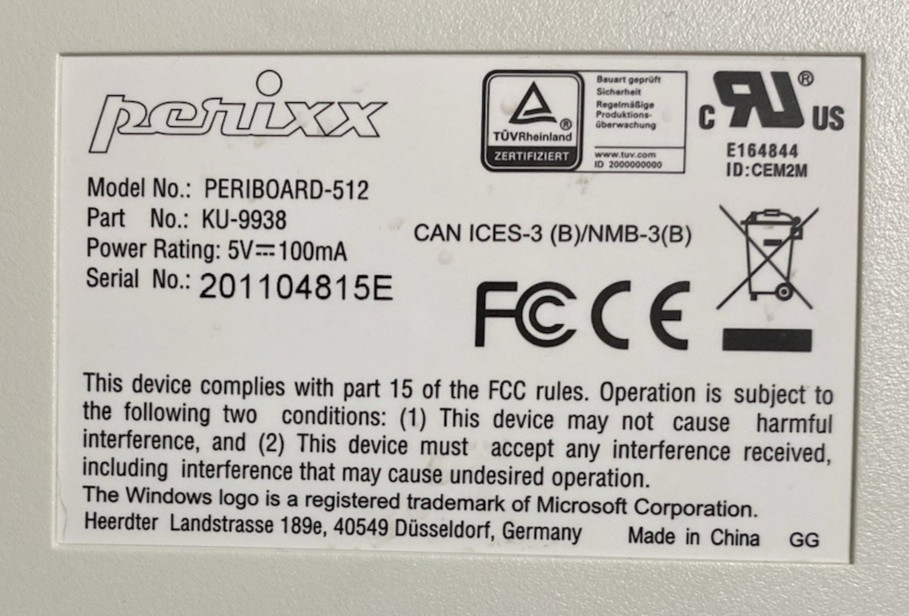 perixx
TÜVRheinland
ZERTIFIZIERT
Bauart geprüft
Sicherheit
Regelmäßige
Produktions-
überwachung
www.tuv.com
ID 2000000000
C RU ® US
E164844
ID:CEM2M
Model No.: PERIBOARD-512
Part No.: KU-9938
Power Rating: 5V⎓100mA
Serial No.: 201104815E
CAN ICES-3 (B)/NMB-3(B)
FC CE
This device complies with part 15 of the FCC rules. Operation is subject to
the following two conditions: (1) This device may not cause harmful
interference, and (2) This device must accept any interference received,
including interference that may cause undesired operation.
The Windows logo is a registered trademark of Microsoft Corporation.
Heerdter Landstrasse 189e, 40549 Düsseldorf, Germany Made in China GG